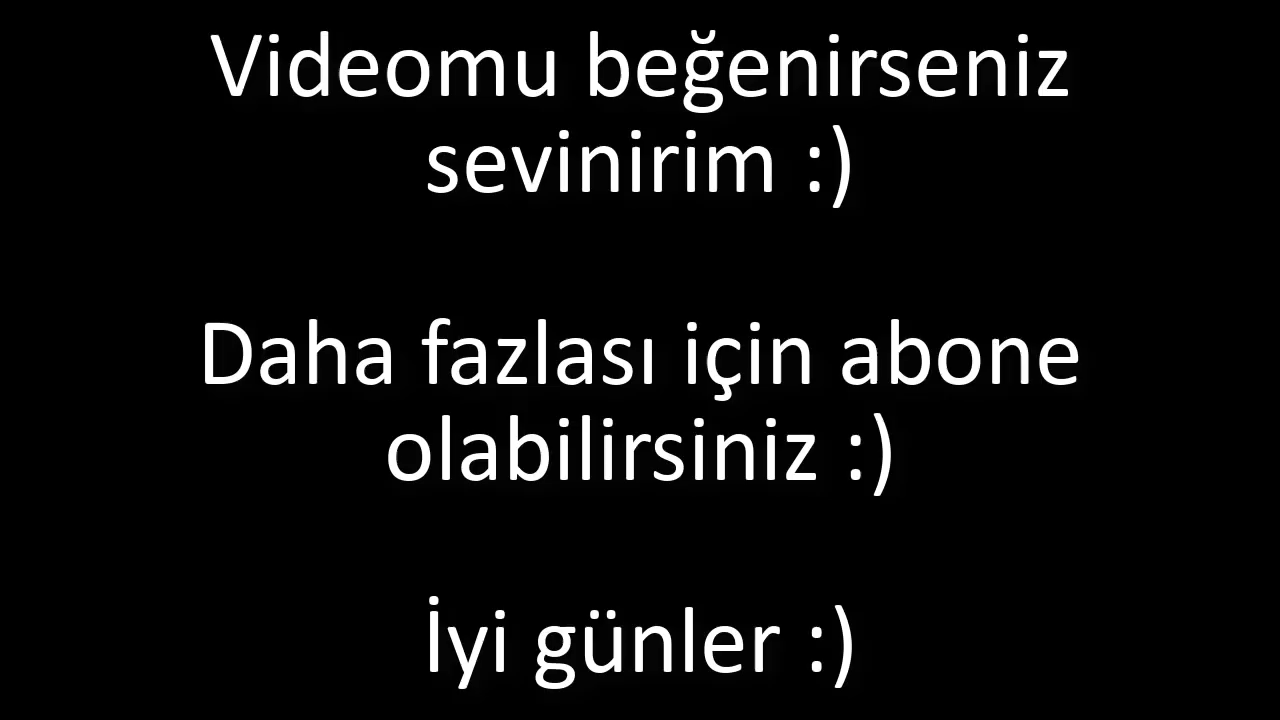 Videomu beğenirseniz
sevinirim :)
Daha fazlası için abone
olabilirsiniz :)
İyi günler :)